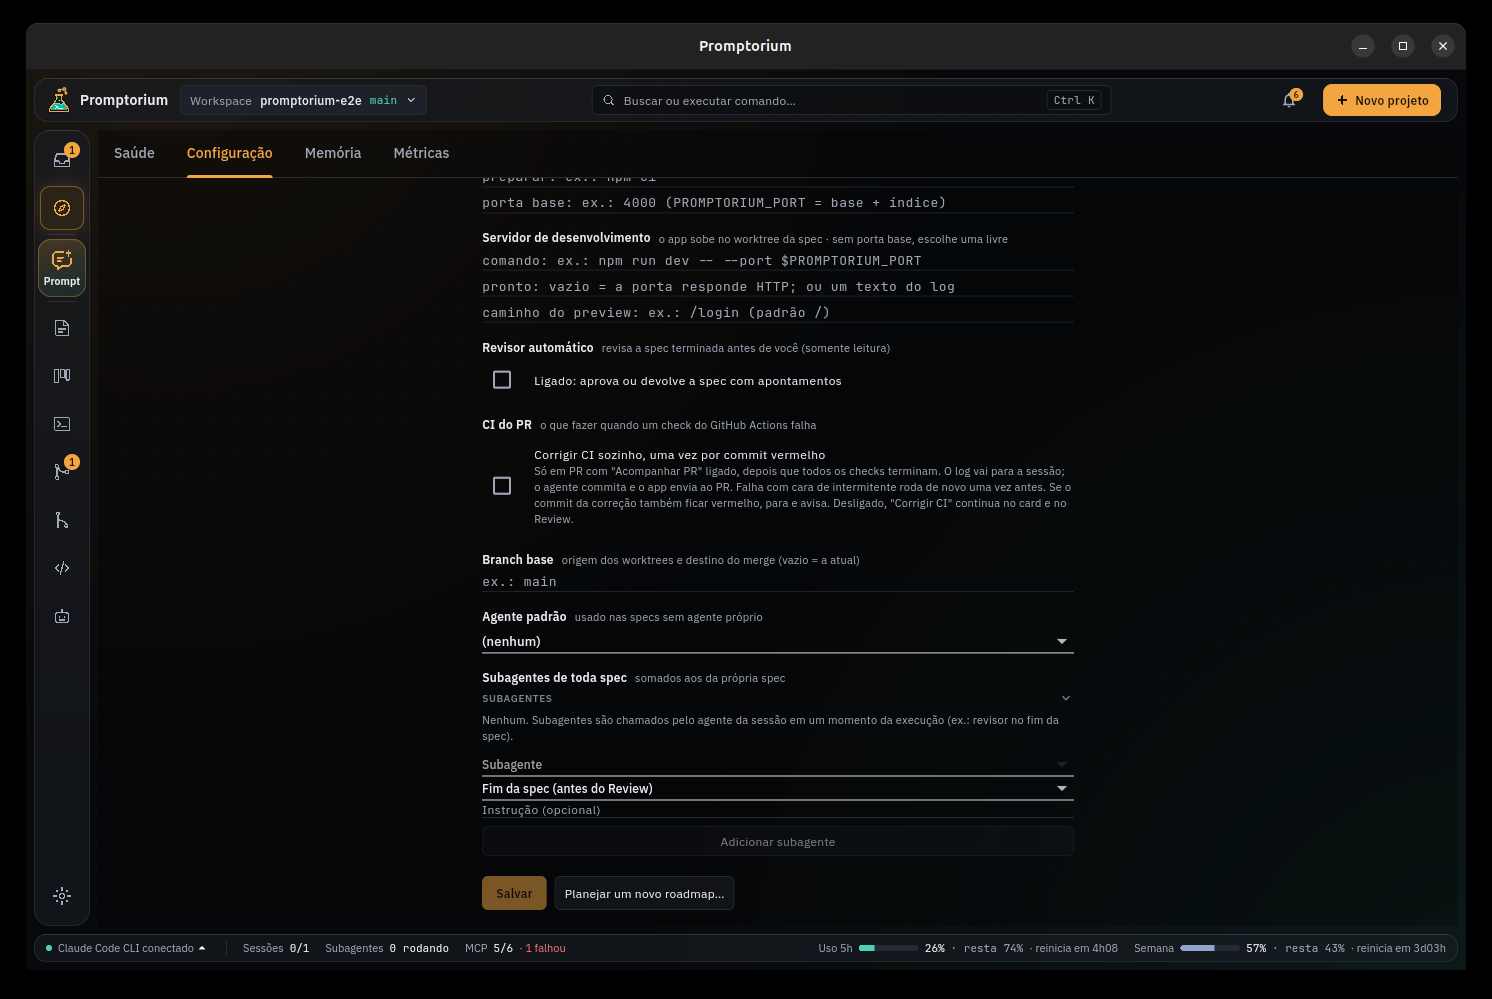 Promptorium
Promptorium
Workspace promptorium-e2e main
Buscar ou executar comando...
Ctrl K
6
+ Novo projeto
1
Prompt
1
Saúde
Configuração
Memória
Métricas
preparar: ex.: npm ci
porta base: ex.: 4000 (PROMPTORIUM_PORT = base + índice)
Servidor de desenvolvimento o app sobe no worktree da spec · sem porta base, escolhe uma livre
comando: ex.: npm run dev -- --port $PROMPTORIUM_PORT
pronto: vazio = a porta responde HTTP; ou um texto do log
caminho do preview: ex.: /login (padrão /)
Revisor automático revisa a spec terminada antes de você (somente leitura)
Ligado: aprova ou devolve a spec com apontamentos
CI do PR o que fazer quando um check do GitHub Actions falha
Corrigir CI sozinho, uma vez por commit vermelho
Só em PR com "Acompanhar PR" ligado, depois que todos os checks terminam. O log vai para a sessão;
o agente commita e o app envia ao PR. Falha com cara de intermitente roda de novo uma vez antes. Se o
commit da correção também ficar vermelho, para e avisa. Desligado, "Corrigir CI" continua no card e no
Review.
Branch base origem dos worktrees e destino do merge (vazio = a atual)
ex.: main
Agente padrão usado nas specs sem agente próprio
(nenhum)
Subagentes de toda spec somados aos da própria spec
SUBAGENTES
Nenhum. Subagentes são chamados pelo agente da sessão em um momento da execução (ex.: revisor no fim da
spec).
Subagente
Fim da spec (antes do Review)
Instrução (opcional)
Adicionar subagente
Salvar
Planejar um novo roadmap...
Claude Code CLI conectado
Sessões 0/1
Subagentes 0 rodando
MCP 5/6 · 1 falhou
Uso 5h 26% · resta 74% · reinicia em 4h08
Semana 57% · resta 43% · reinicia em 3d03h